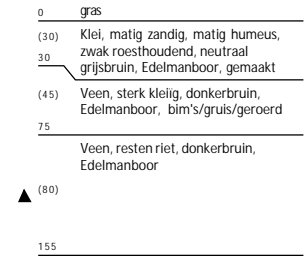 0 gras
(30) Klei, matig zandig, matig humeus,
zwak roesthoudend, neutraal
30 grijsbruin, Edelmanboor, gemaakt
(45) Veen, sterk kleiïg, donkerbruin,
Edelmanboor, bim's/gruis/geroerd
75
Veen, resten riet, donkerbruin,
Edelmanboor
(80)
155